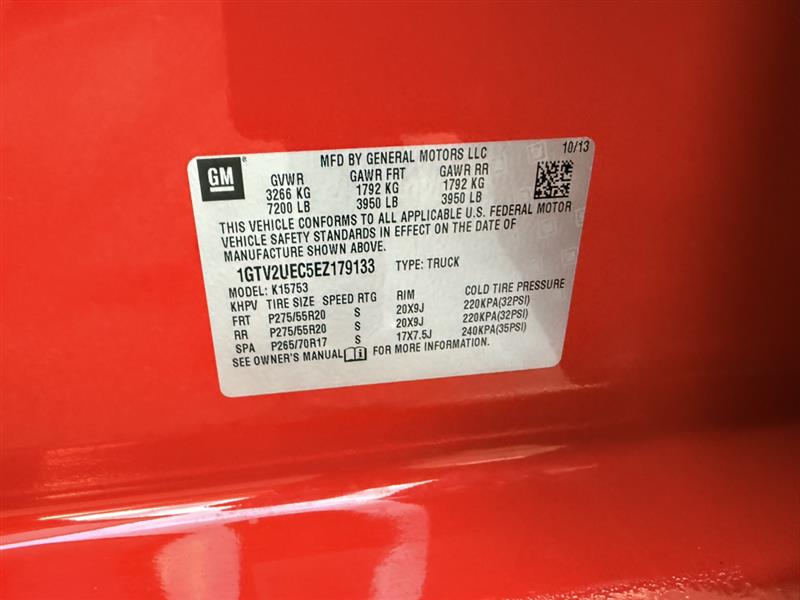 GM
MFD BY GENERAL MOTORS LLC 10/13
GVWR GAWR FRT GAWR RR
3266 KG 1792 KG 1792 KG
7200 LB 3950 LB 3950 LB
THIS VEHICLE CONFORMS TO ALL APPLICABLE U.S. FEDERAL MOTOR
VEHICLE SAFETY STANDARDS IN EFFECT ON THE DATE OF
MANUFACTURE SHOWN ABOVE.
1GTV2UEC5EZ179133 TYPE: TRUCK
MODEL: K15753
KHPV TIRE SIZE SPEED RTG RIM COLD TIRE PRESSURE
FRT P275/55R20 S 20X9J 220KPA(32PSI)
RR P275/55R20 S 20X9J 220KPA(32PSI)
SPA P265/70R17 S 17X7.5J 240KPA(35PSI)
SEE OWNER'S MANUAL FOR MORE INFORMATION.